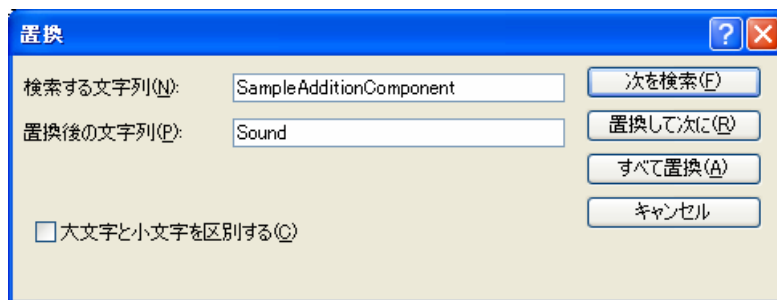 置換
検索する文字列(N): SampleAdditionComponent 次を検索(F)
置換後の文字列(P): Sound 置換して次に(R)
すべて置換(A)
キャンセル
大文字と小文字を区別する(C)